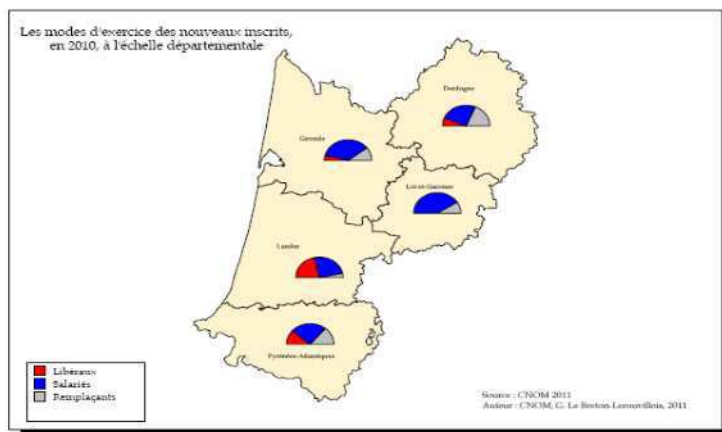 Les modes d'exercice des nouveaux inscrits,
en 2010, à l'échelle départementale
Dordogne
Gironde
Lot-et-Garonne
Landes
Pyrénées-Atlantiques
Libéraux
Salariés
Remplaçants
Source : CNOM 2011
Auteur : CNOM, G. Le Breton-Lerouvillois, 2011